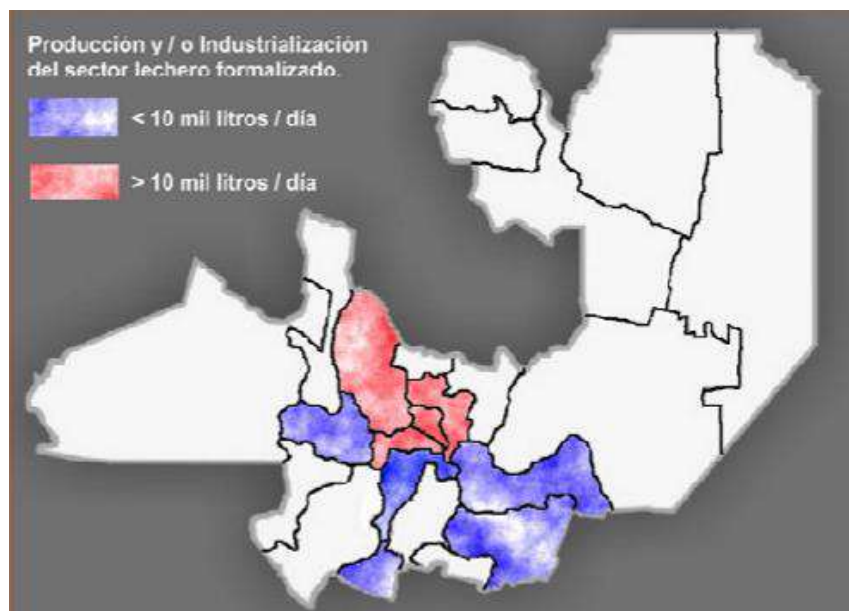 Producción y / o Industrialización
del sector lechero formalizado.
< 10 mil litros / día
> 10 mil litros / día